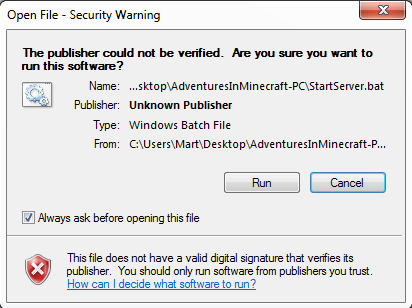 Open File - Security Warning
The publisher could not be verified.  Are you sure you want to
run this software?
Name: ...sktop\AdventuresInMinecraft-PC\StartServer.bat
Publisher: Unknown Publisher
Type: Windows Batch File
From: C:\Users\Mart\Desktop\AdventuresInMinecraft-P...
Run Cancel
Always ask before opening this file
This file does not have a valid digital signature that verifies its
publisher.  You should only run software from publishers you trust.
How can I decide what software to run?